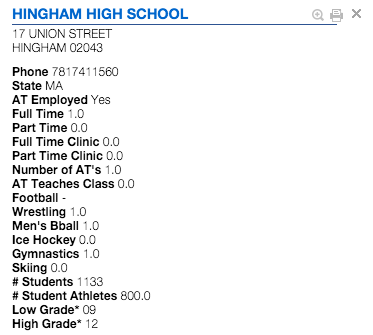 HINGHAM HIGH SCHOOL
17 UNION STREET
HINGHAM 02043
Phone 7817411560
State MA
AT Employed Yes
Full Time 1.0
Part Time 0.0
Full Time Clinic 0.0
Part Time Clinic 0.0
Number of AT's 1.0
AT Teaches Class 0.0
Football -
Wrestling 1.0
Men's Bball 1.0
Ice Hockey 0.0
Gymnastics 1.0
Skiing 0.0
# Students 1133
# Student Athletes 800.0
Low Grade* 09
High Grade* 12